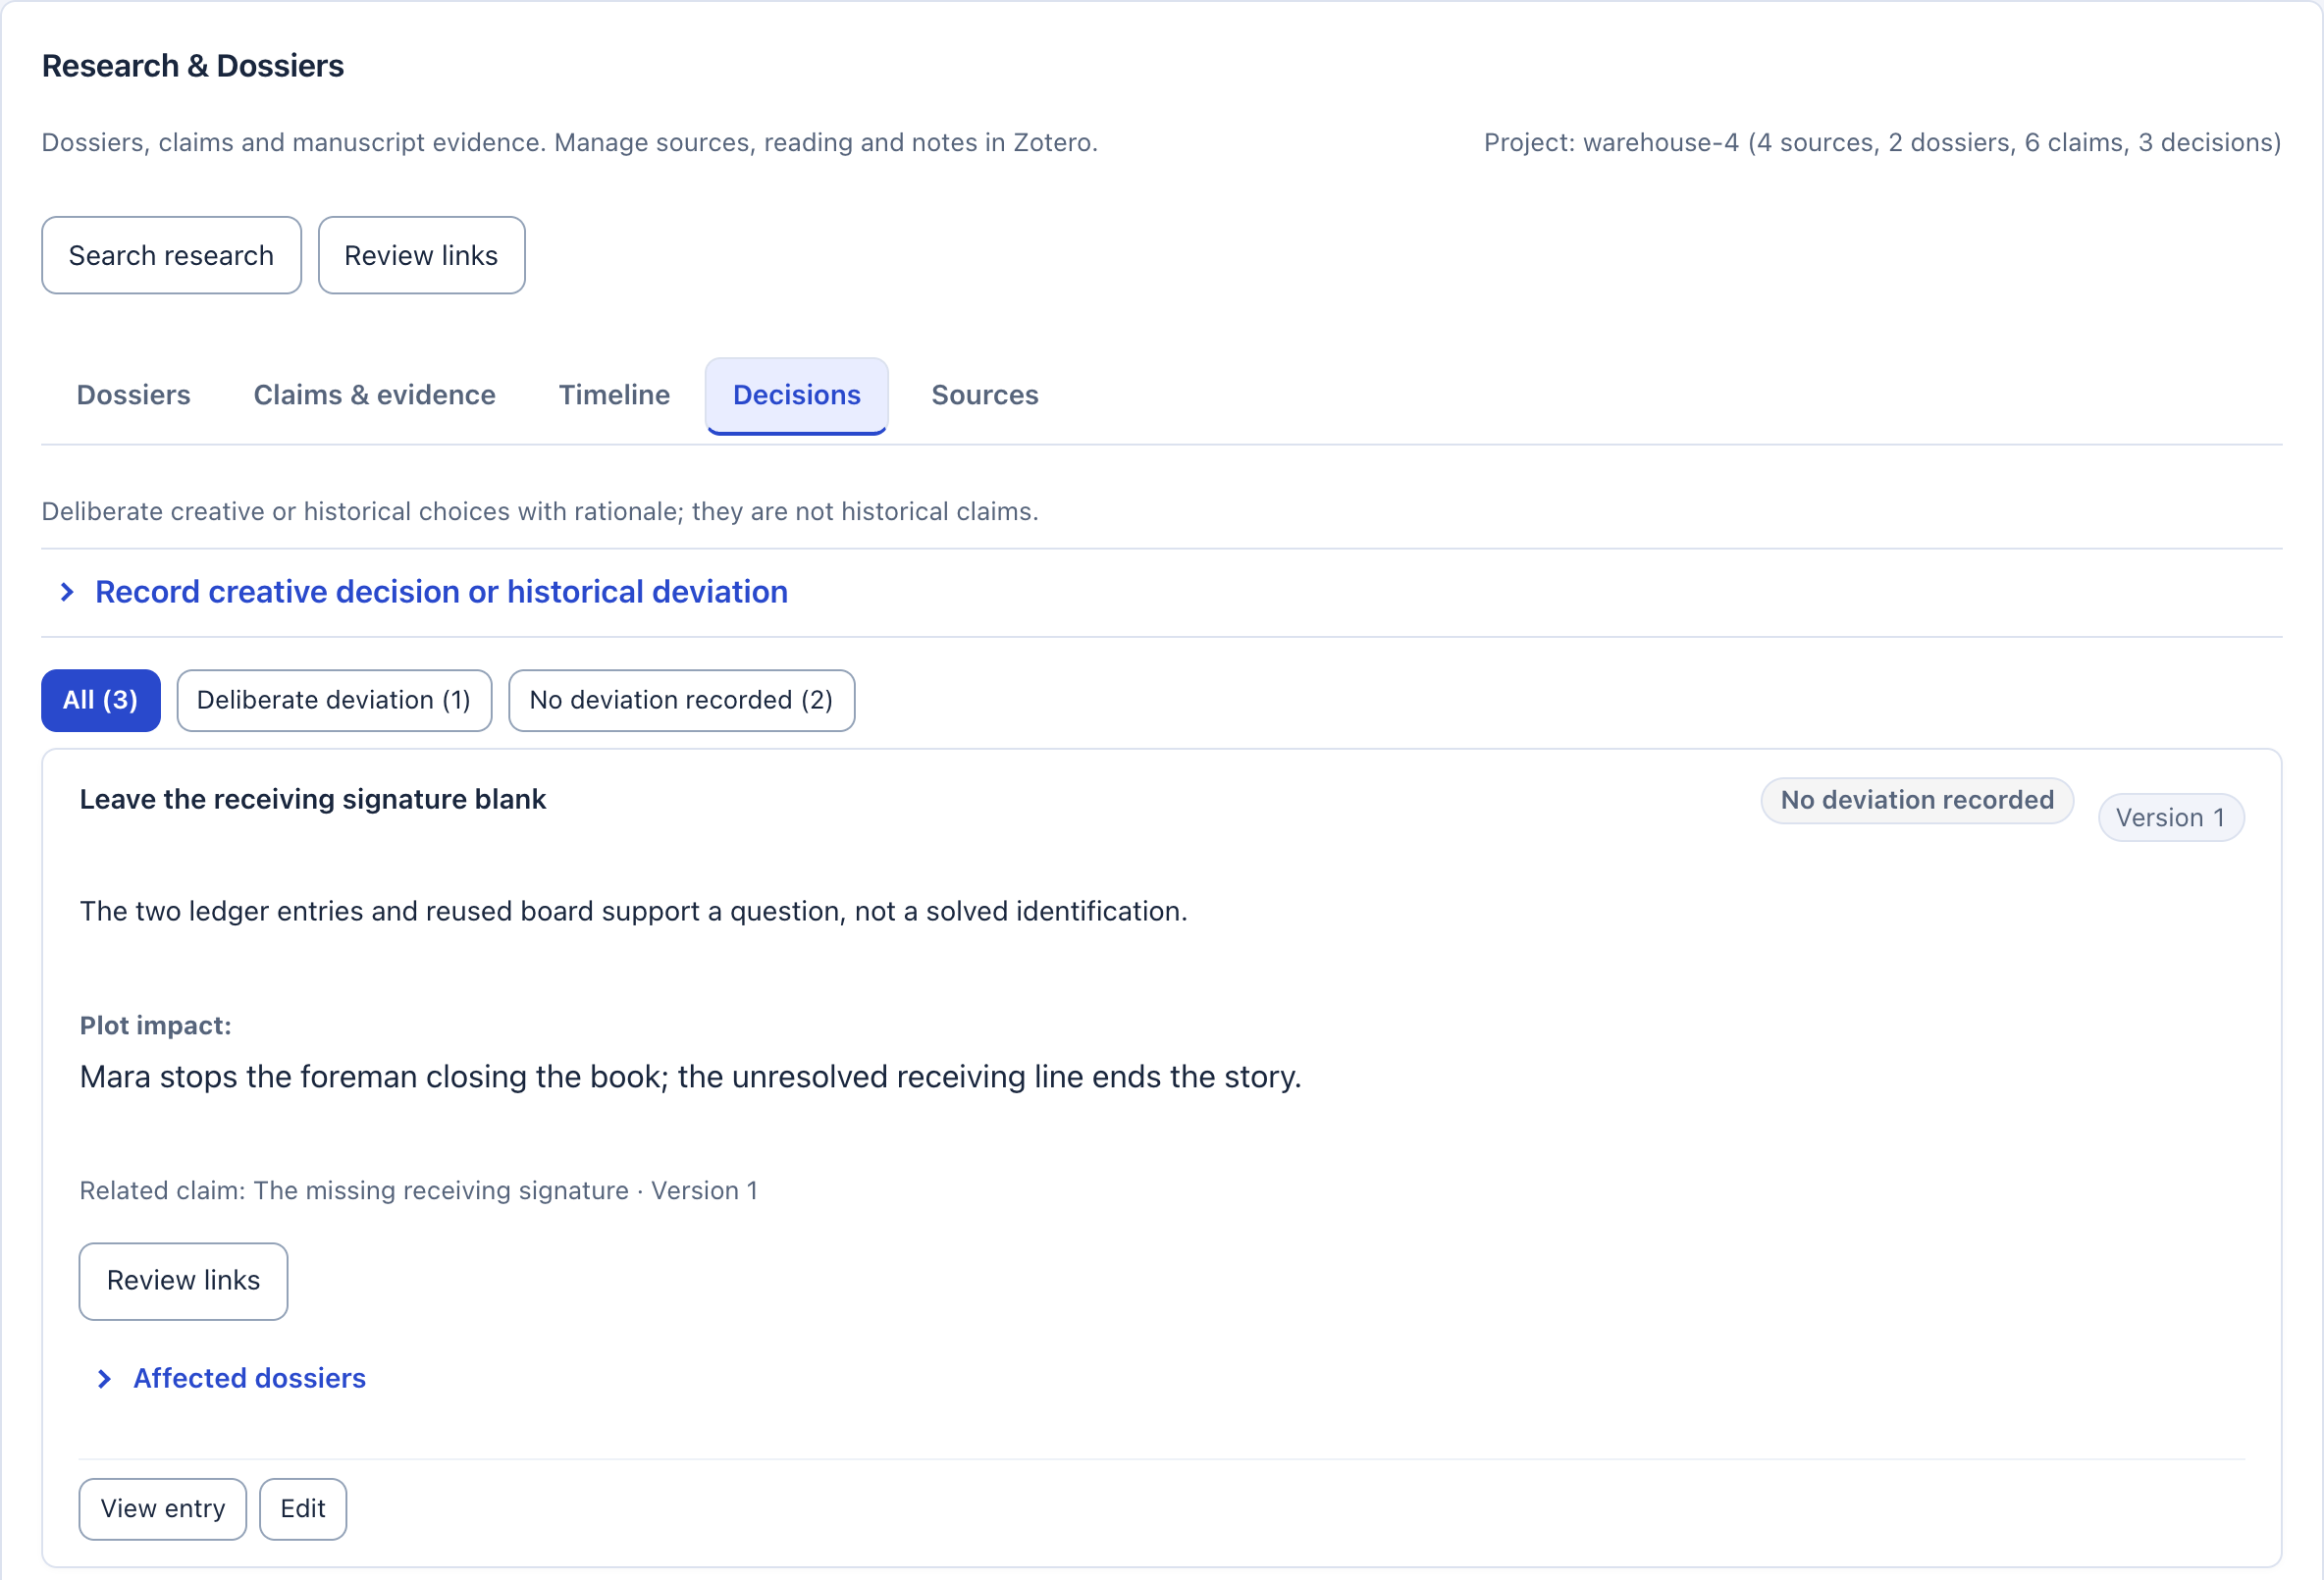 Research & Dossiers
Dossiers, claims and manuscript evidence. Manage sources, reading and notes in Zotero.
Project: warehouse-4 (4 sources, 2 dossiers, 6 claims, 3 decisions)
Search research
Review links
Dossiers
Claims & evidence
Timeline
Decisions
Sources
Deliberate creative or historical choices with rationale; they are not historical claims.
Record creative decision or historical deviation
All (3)
Deliberate deviation (1)
No deviation recorded (2)
Leave the receiving signature blank
No deviation recorded
Version 1
The two ledger entries and reused board support a question, not a solved identification.
Plot impact:
Mara stops the foreman closing the book; the unresolved receiving line ends the story.
Related claim: The missing receiving signature · Version 1
Review links
Affected dossiers
View entry
Edit